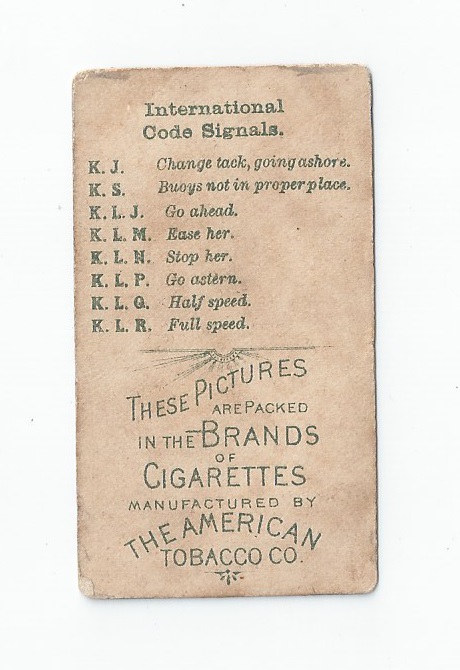 International
Code Signals.
K. J. Change tack, going ashore.
K. S. Buoys not in proper place.
K. L. J. Go ahead.
K. L. M. Ease her.
K. L. N. Stop her.
K. L. P. Go astern.
K. L. Q. Half speed.
K. L. R. Full speed.
THESE PICTURES
ARE PACKED
IN THE BRANDS
OF
CIGARETTES
MANUFACTURED BY
THE AMERICAN
TOBACCO CO.